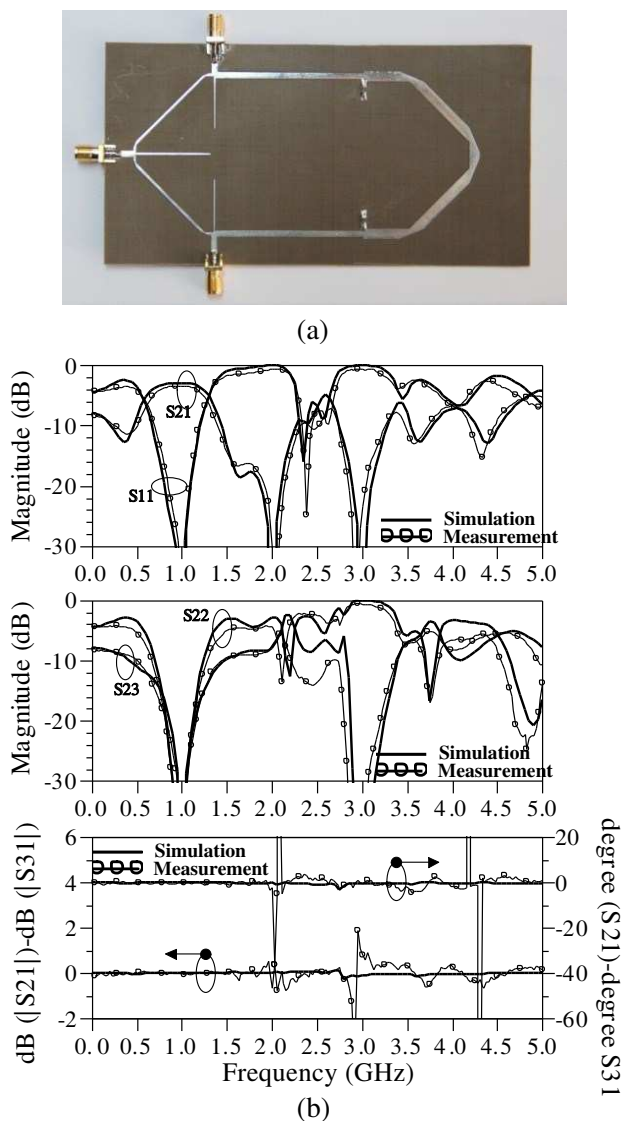 (a)
0
-10
-20
-30
Magnitude (dB)
S21
S11
Simulation
Measurement
0.0 0.5 1.0 1.5 2.0 2.5 3.0 3.5 4.0 4.5 5.0
0
-10
-20
-30
Magnitude (dB)
S22
S23
Simulation
Measurement
0.0 0.5 1.0 1.5 2.0 2.5 3.0 3.5 4.0 4.5 5.0
6
4
2
0
-2
dB (|S21|)-dB (|S31|)
Simulation
Measurement
20
0
-20
-40
-60
degree (S21)-degree S31
0.0 0.5 1.0 1.5 2.0 2.5 3.0 3.5 4.0 4.5 5.0
Frequency (GHz)
(b)